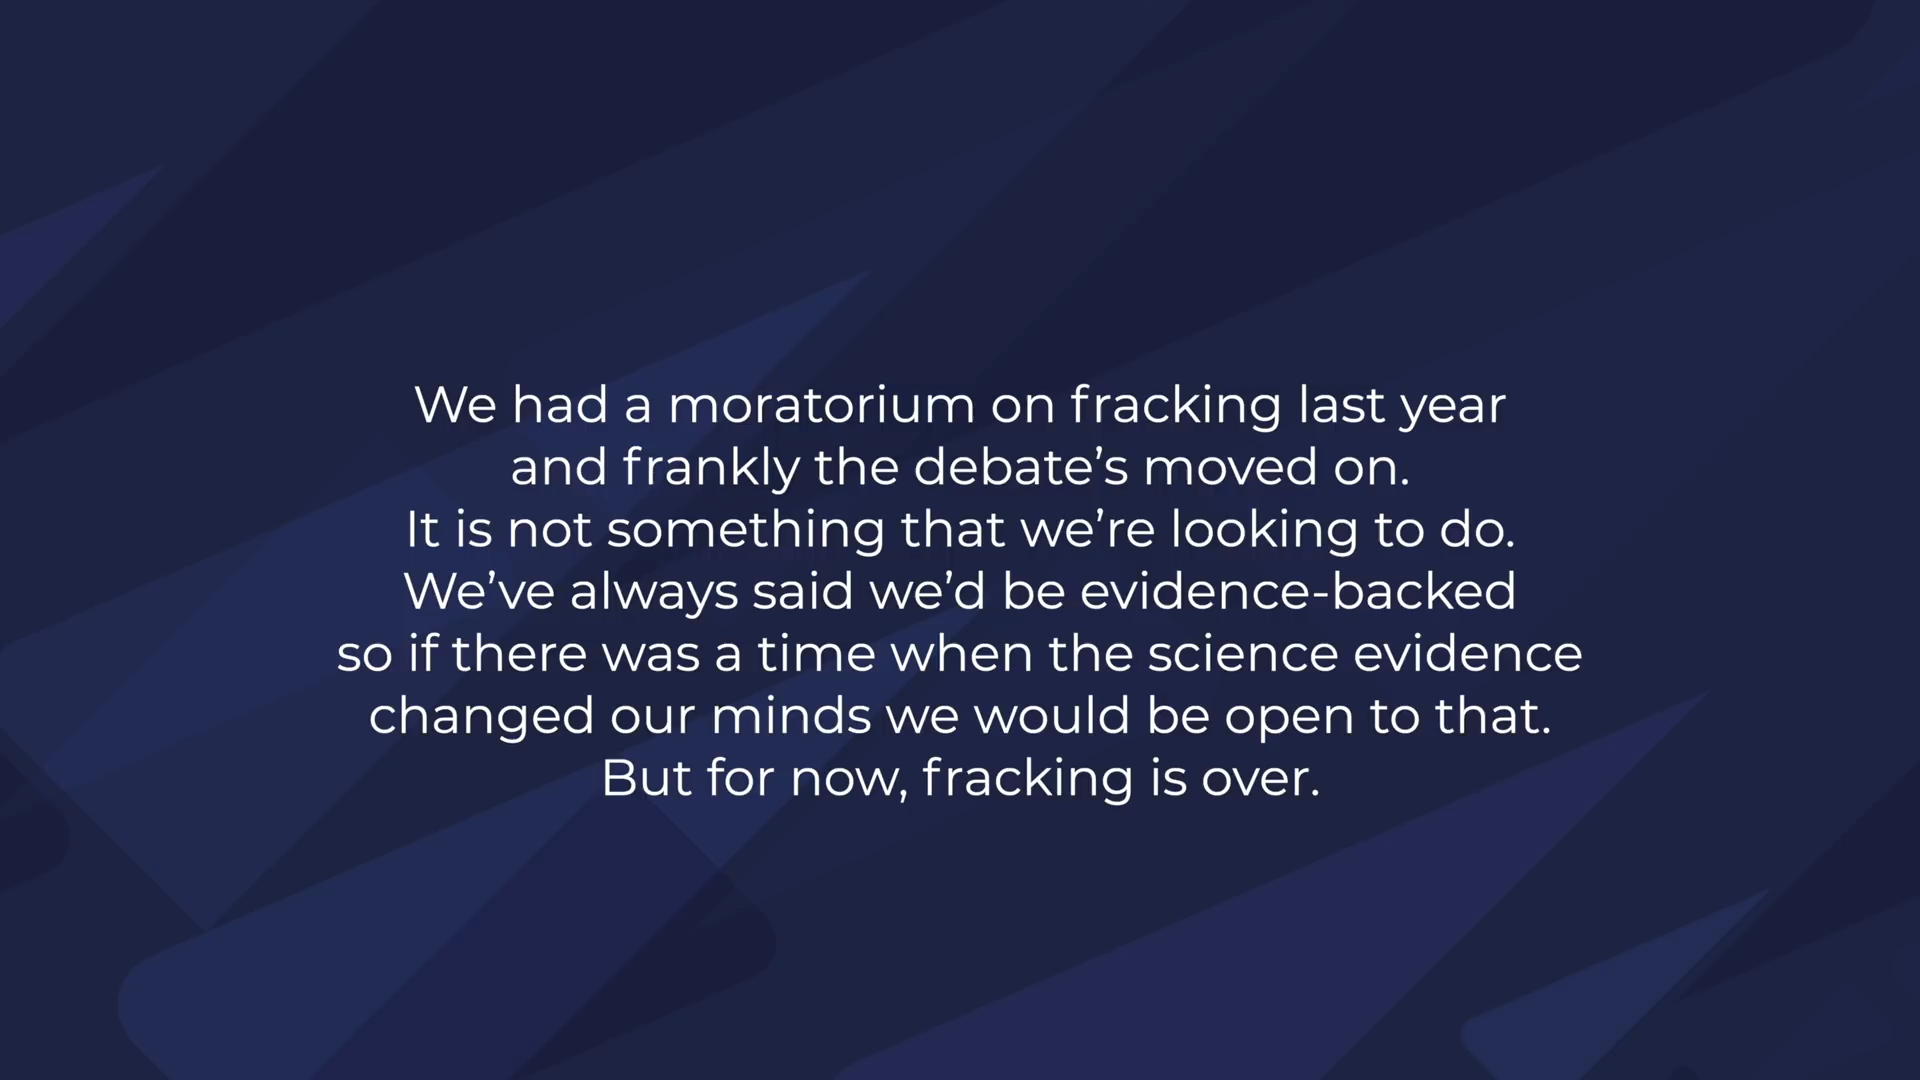 We had a moratorium on fracking last year
and frankly the debate’s moved on.
It is not something that we’re looking to do.
We’ve always said we’d be evidence-backed
so if there was a time when the science evidence
changed our minds we would be open to that.
But for now, fracking is over.